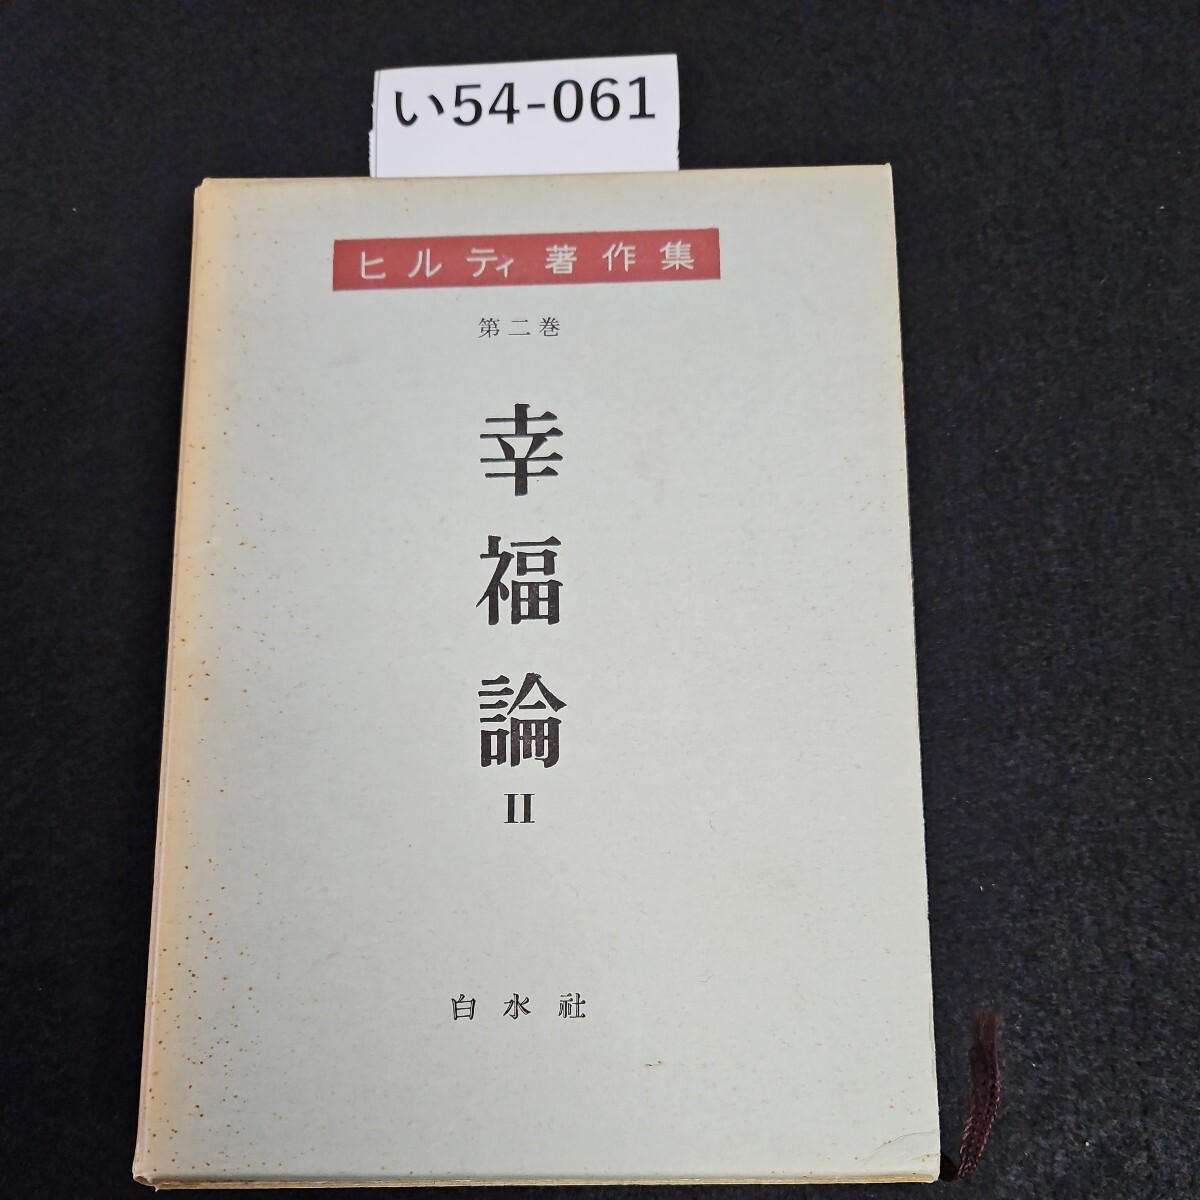 い54-061
ヒルティ著作集
第二巻
幸福論
II
白水社